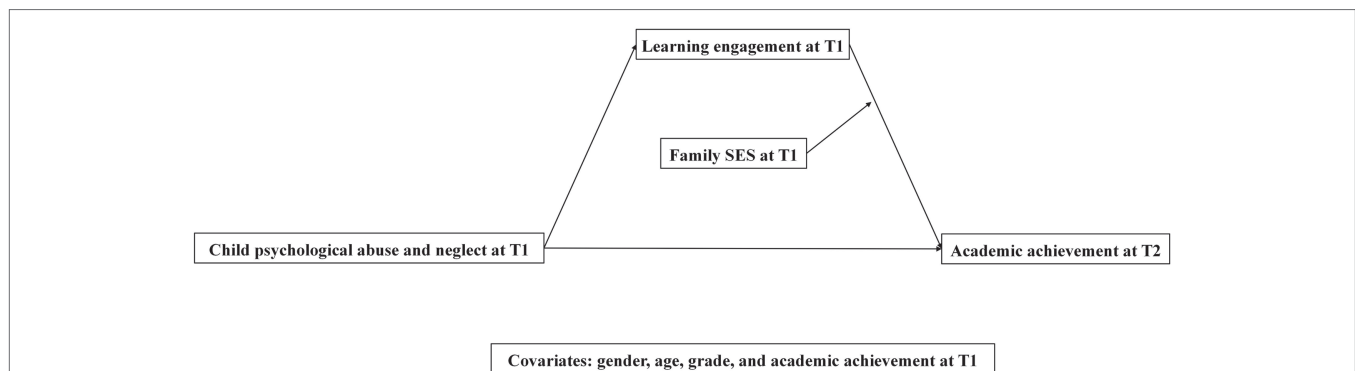 Learning engagement at T1
Family SES at T1
Child psychological abuse and neglect at T1
Academic achievement at T2
Covariates: gender, age, grade, and academic achievement at T1